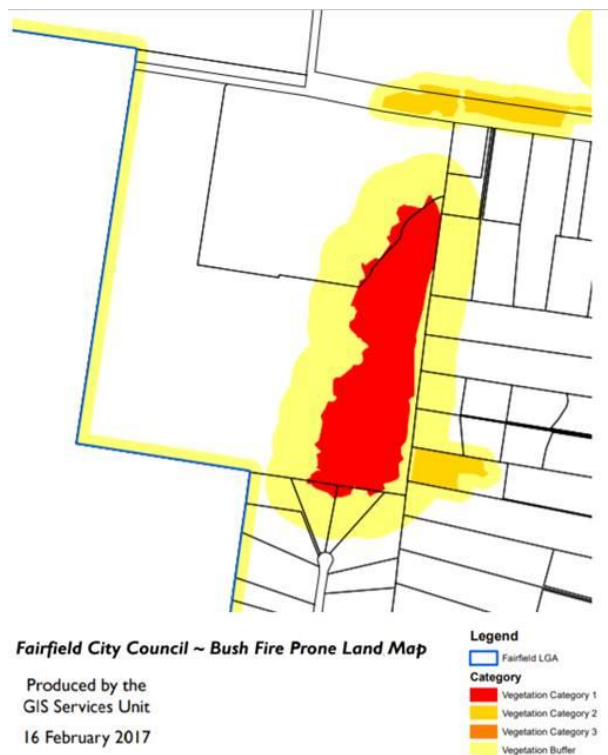 Fairfield City Council ~ Bush Fire Prone Land Map
Produced by the
GIS Services Unit
16 February 2017
Legend
Fairfield LGA
Category
Vegetation Category 1
Vegetation Category 2
Vegetation Category 3
Vegetation Buffer